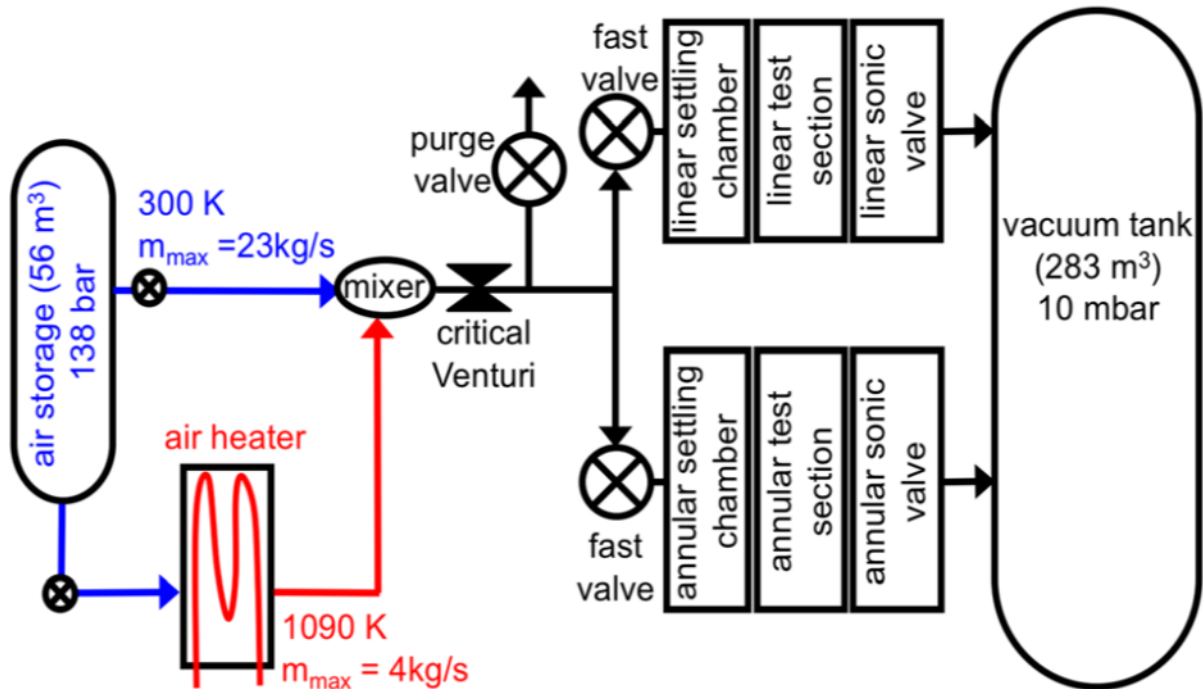 air storage (56 m³)
138 bar
300 K
m_max =23kg/s
air heater
1090 K
m_max = 4kg/s
mixer
critical
Venturi
purge
valve
fast
valve
linear settling
chamber
linear test
section
linear sonic
valve
fast
valve
annular settling
chamber
annular test
section
annular sonic
valve
vacuum tank
(283 m³)
10 mbar